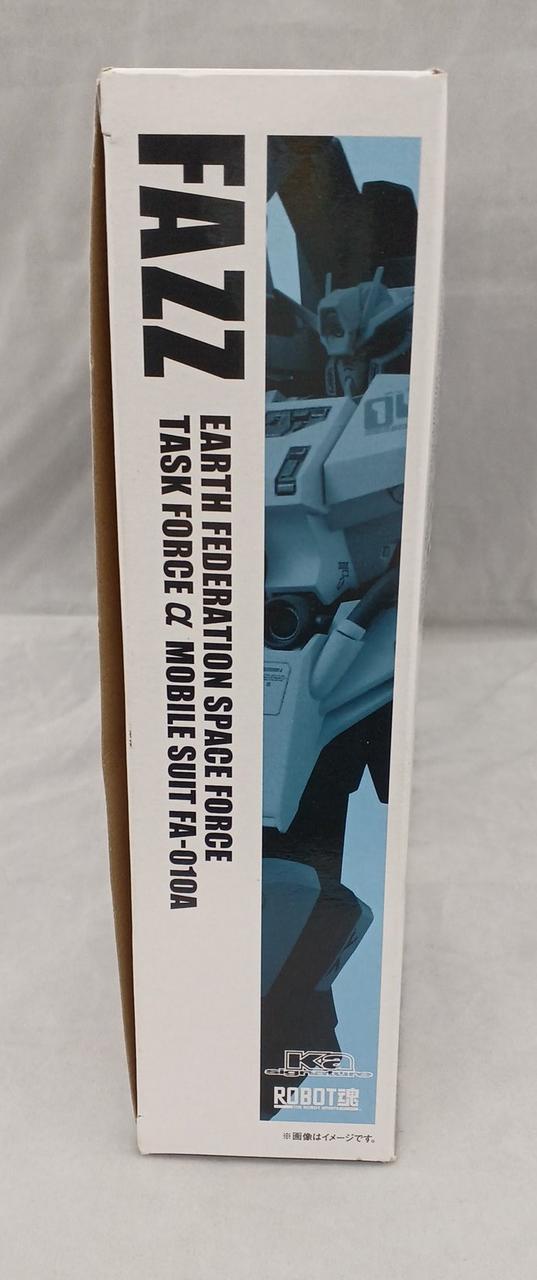 FAZZ
EARTH FEDERATION SPACE FORCE
TASK FORCE α MOBILE SUIT FA-010A
04
Ka
signature
ROBOT魂
※画像はイメージです。